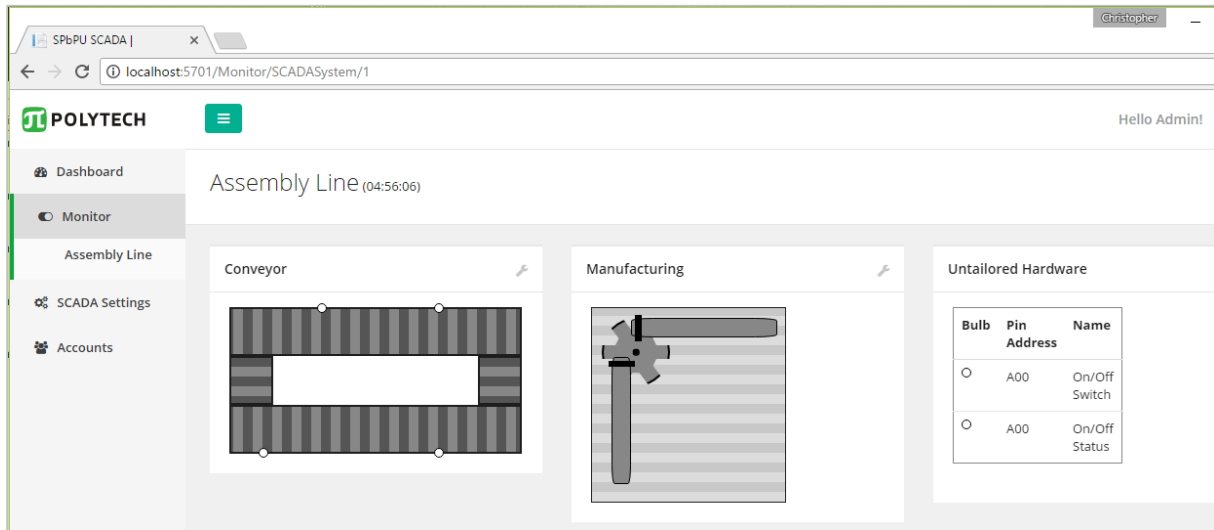 Christopher
SPbPU SCADA |
localhost:5701/Monitor/SCADASystem/1
POLYTECH
Hello Admin!
Dashboard
Monitor
Assembly Line
SCADA Settings
Accounts
Assembly Line (04:56:06)
Conveyor
Manufacturing
Untailored Hardware
Bulb Pin Name
Address
A00 On/Off
Switch
A00 On/Off
Status